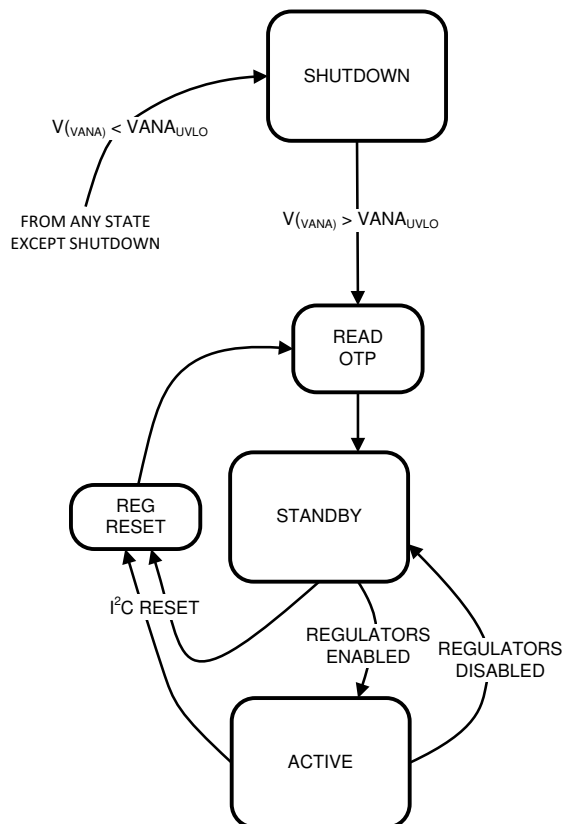 SHUTDOWN
V(VANA) < VANAUVLO
FROM ANY STATE
EXCEPT SHUTDOWN
V(VANA) > VANAUVLO
READ
OTP
STANDBY
REG
RESET
I²C RESET
REGULATORS
ENABLED
REGULATORS
DISABLED
ACTIVE